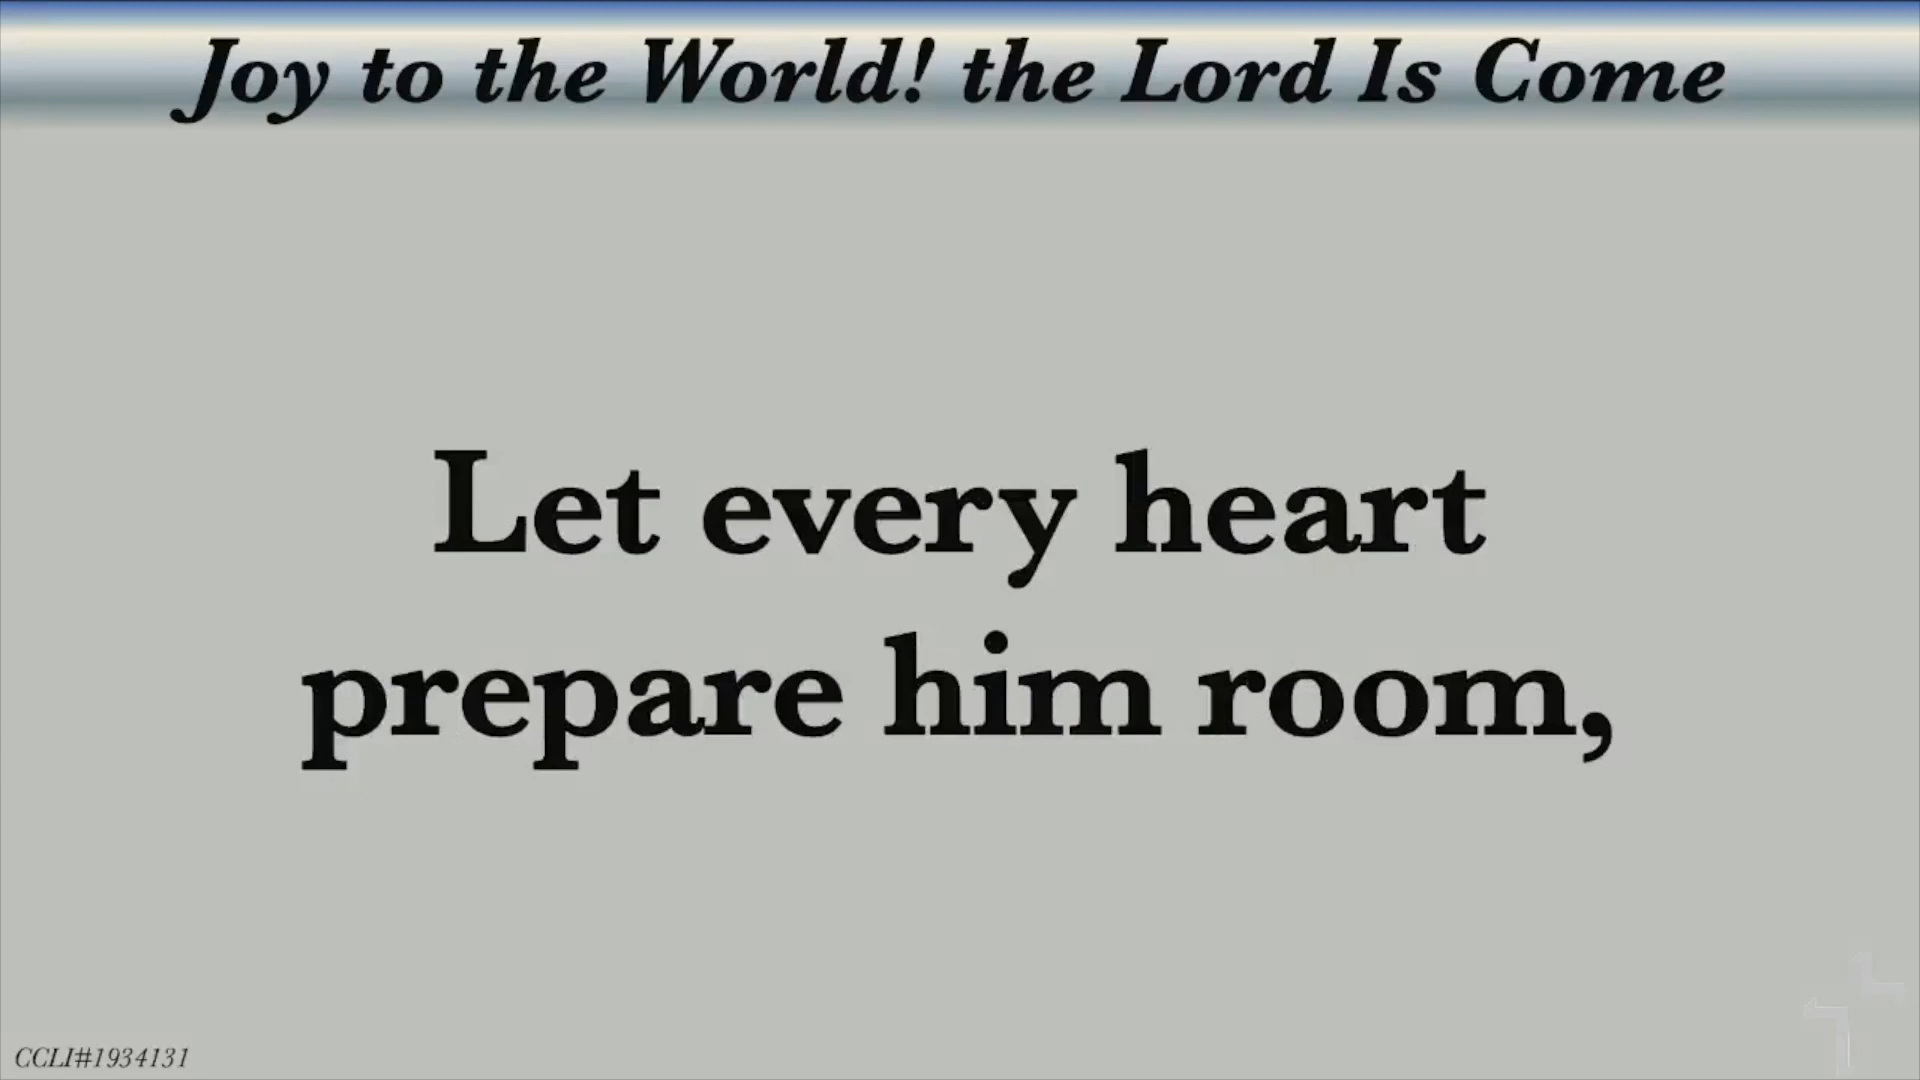 Joy to the World! the Lord Is Come
Let every heart
prepare him room,
CCLI#1934131